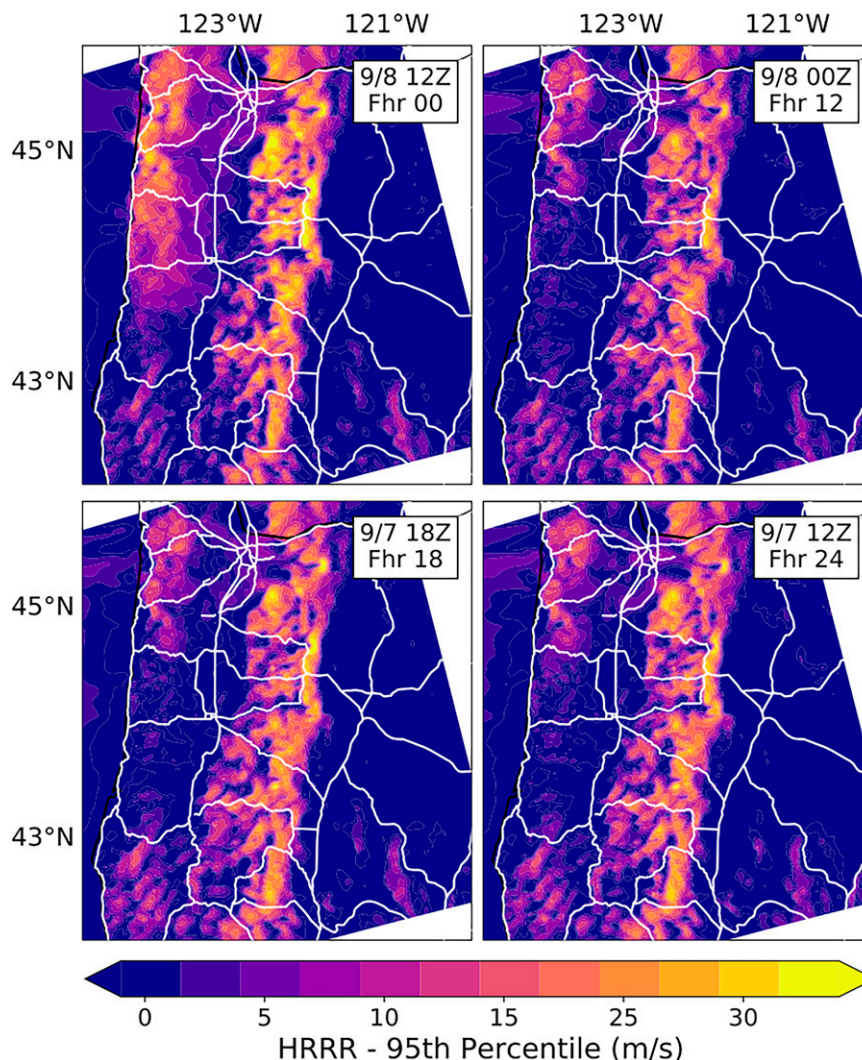 123°W 121°W 123°W 121°W
9/8 12Z
Fhr 00
9/8 00Z
Fhr 12
45°N
43°N
9/7 18Z
Fhr 18
9/7 12Z
Fhr 24
45°N
43°N
0 5 10 15 25 30
HRRR - 95th Percentile (m/s)